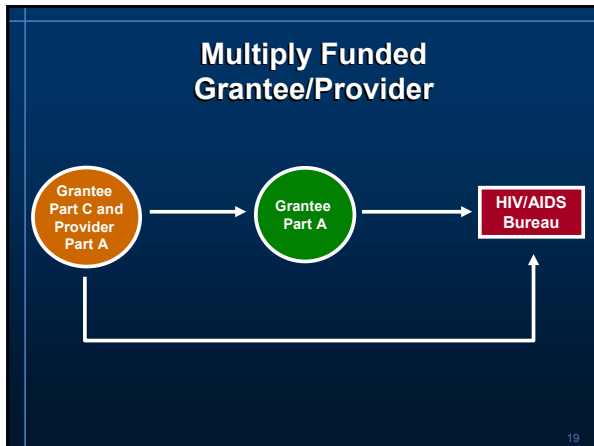 Multiply Funded
Grantee/Provider
Grantee
Part C and
Provider
Part A
Grantee
Part A
HIV/AIDS
Bureau
19